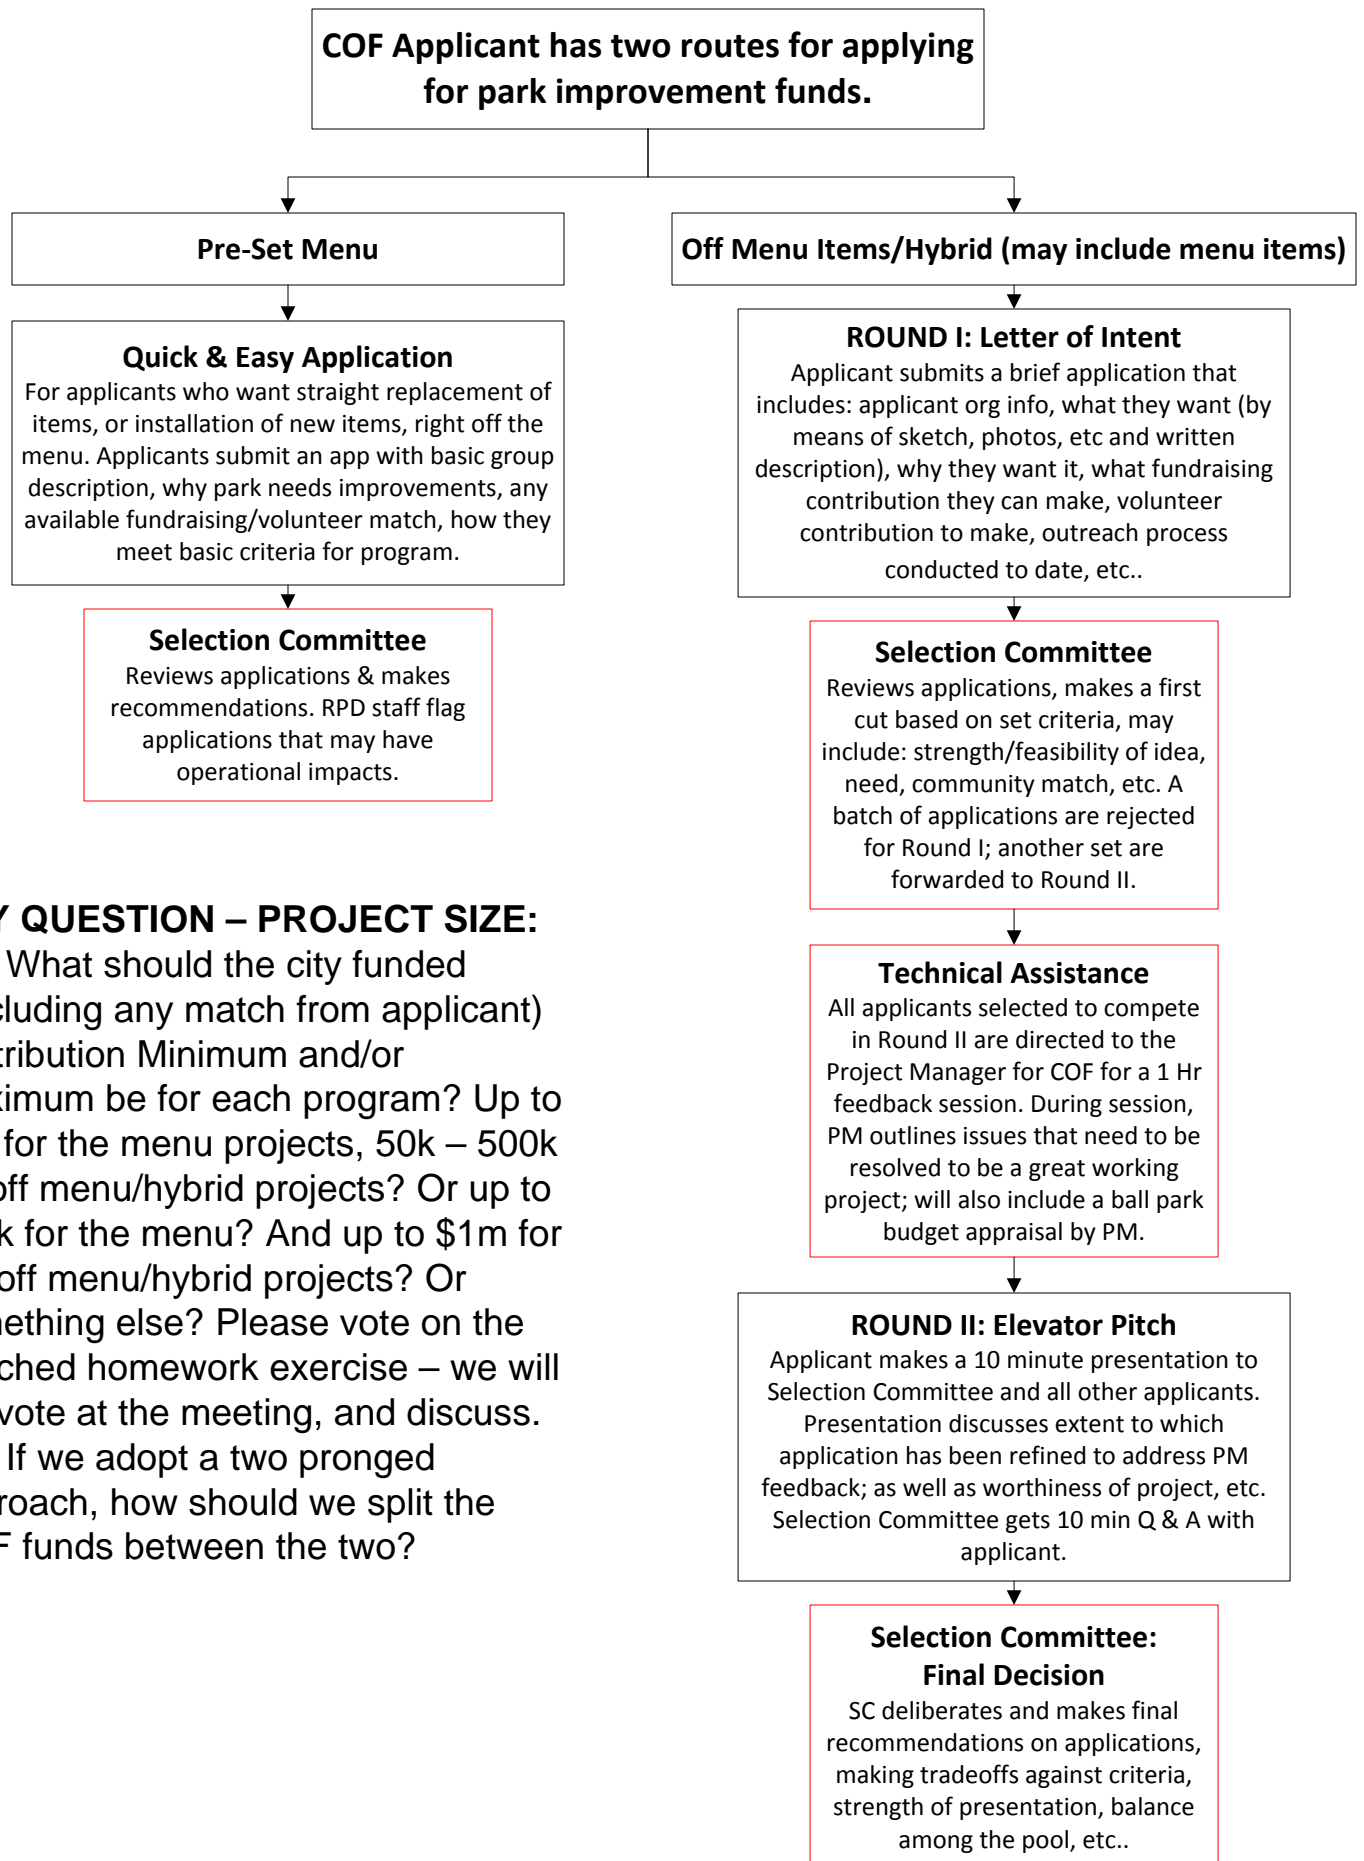 COF Applicant has two routes for applying
for park improvement funds.
Pre-Set Menu
Quick & Easy Application
For applicants who want straight replacement of
items, or installation of new items, right off the
menu. Applicants submit an app with basic group
description, why park needs improvements, any
available fundraising/volunteer match, how they
meet basic criteria for program.
Selection Committee
Reviews applications & makes
recommendations. RPD staff flag
applications that may have
operational impacts.
Off Menu Items/Hybrid (may include menu items)
ROUND I: Letter of Intent
Applicant submits a brief application that
includes: applicant org info, what they want (by
means of sketch, photos, etc and written
description), why they want it, what fundraising
contribution they can make, volunteer
contribution to make, outreach process
conducted to date, etc..
Selection Committee
Reviews applications, makes a first
cut based on set criteria, may
include: strength/feasibility of idea,
need, community match, etc. A
batch of applications are rejected
for Round I; another set are
forwarded to Round II.
Technical Assistance
All applicants selected to compete
in Round II are directed to the
Project Manager for COF for a 1 Hr
feedback session. During session,
PM outlines issues that need to be
resolved to be a great working
project; will also include a ball park
budget appraisal by PM.
ROUND II: Elevator Pitch
Applicant makes a 10 minute presentation to
Selection Committee and all other applicants.
Presentation discusses extent to which
application has been refined to address PM
feedback; as well as worthiness of project, etc.
Selection Committee gets 10 min Q & A with
applicant.
Selection Committee:
Final Decision
SC deliberates and makes final
recommendations on applications,
making tradeoffs against criteria,
strength of presentation, balance
among the pool, etc..
QUESTION – PROJECT SIZE:
What should the city funded
any match from applicant)
Minimum and/or
be for each program? Up to
for the menu projects, 50k – 500k
off menu/hybrid projects? Or up to
for the menu? And up to $1m for
off menu/hybrid projects? Or
else? Please vote on the
homework exercise – we will
vote at the meeting, and discuss.
If we adopt a two pronged
how should we split the
funds between the two?